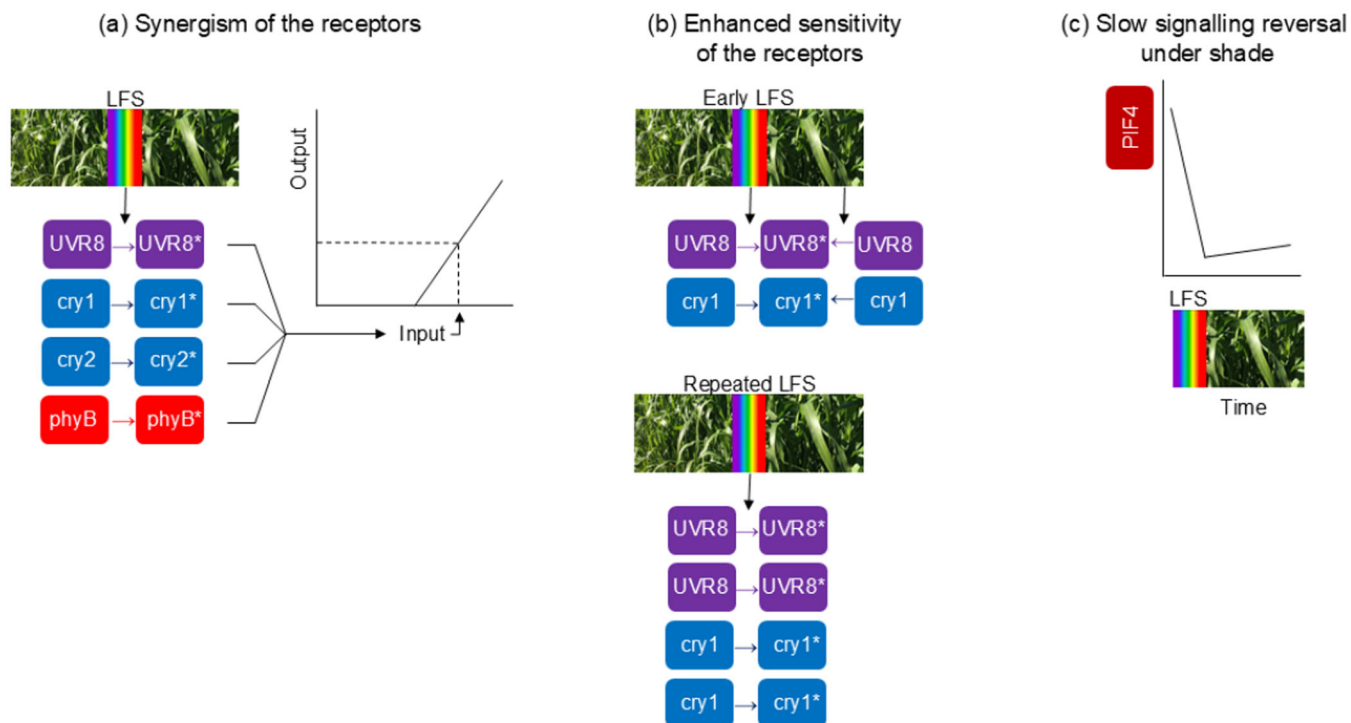 (a) Synergism of the receptors
LFS
Output
UVR8 → UVR8*
cry1 → cry1*
cry2 → cry2*
phyB → phyB*
Input
(b) Enhanced sensitivity
of the receptors
Early LFS
UVR8 → UVR8* ← UVR8
cry1 → cry1* ← cry1
Repeated LFS
UVR8 → UVR8*
UVR8 → UVR8*
cry1 → cry1*
cry1 → cry1*
(c) Slow signalling reversal
under shade
PIF4
LFS
Time